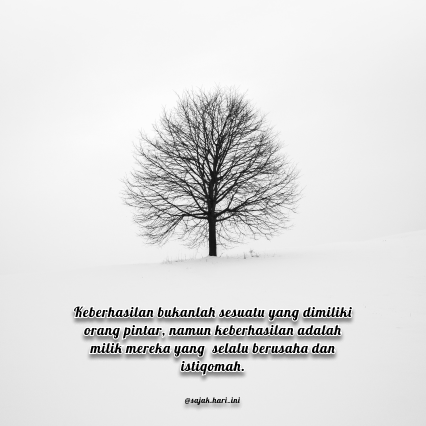 Keberhasilan bukanlah sesuatu yang dimiliki
orang pintar, namun keberhasilan adalah
milik mereka yang selalu berusaha dan
istiqomah.
@sajak.hari_ini